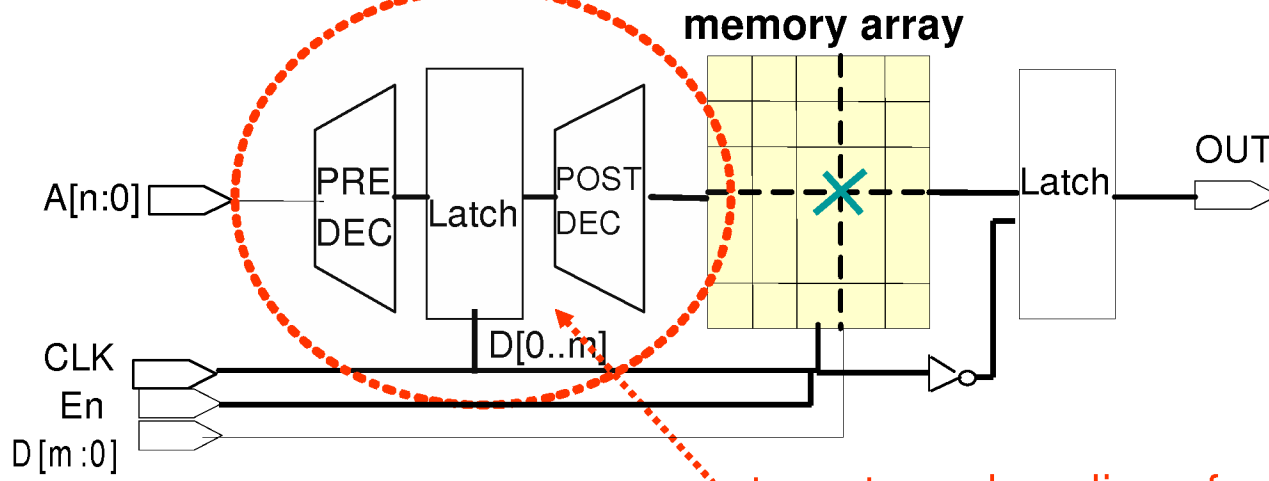 memory array
OUT
A[n:0]
PRE
DEC
Latch
POST
DEC
Latch
D[0..m]
CLK
En
D[m:0]